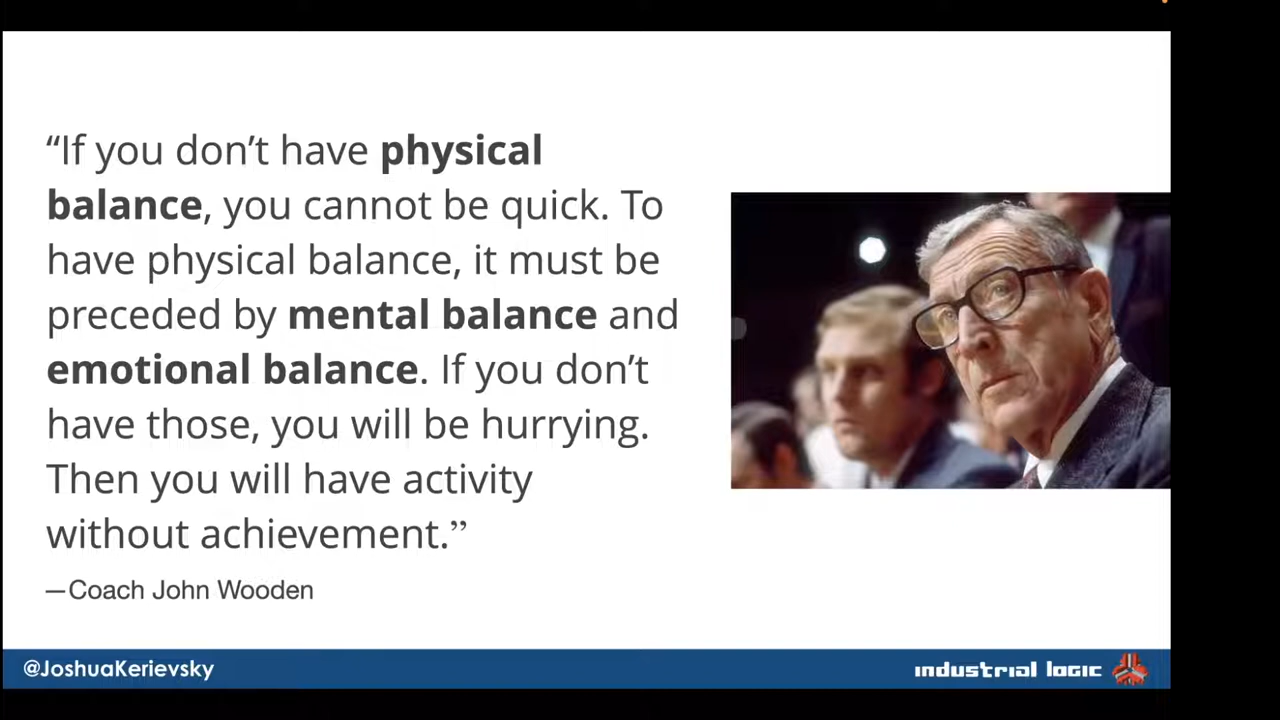 “If you don’t have physical
balance, you cannot be quick. To
have physical balance, it must be
preceded by mental balance and
emotional balance. If you don’t
have those, you will be hurrying.
Then you will have activity
without achievement.”
—Coach John Wooden
@JoshuaKerievsky
industrial logic